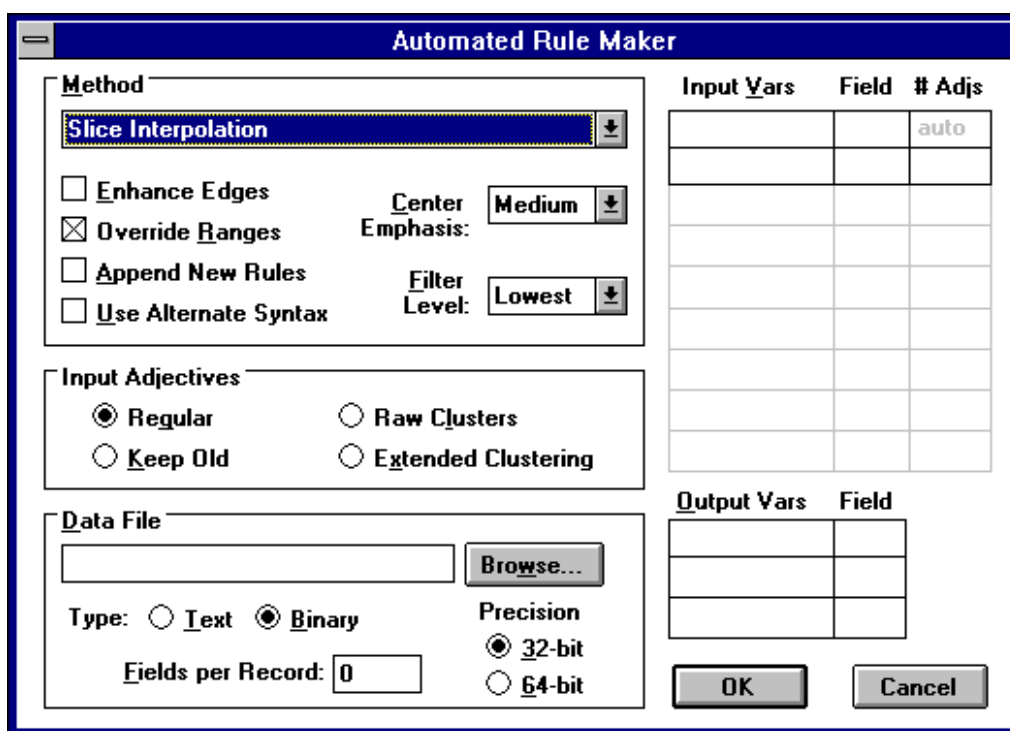 Automated Rule Maker
Method
Slice Interpolation
Enhance Edges
Override Ranges
Append New Rules
Use Alternate Syntax
Center
Emphasis:
Medium
Filter
Level:
Lowest
Input Adjectives
Regular
Raw Clusters
Keep Old
Extended Clustering
Data File
Browse...
Type:
Text
Binary
Fields per Record:
0
Precision
32-bit
64-bit
Input Vars
Field
# Adjs
auto
Output Vars
Field
OK
Cancel